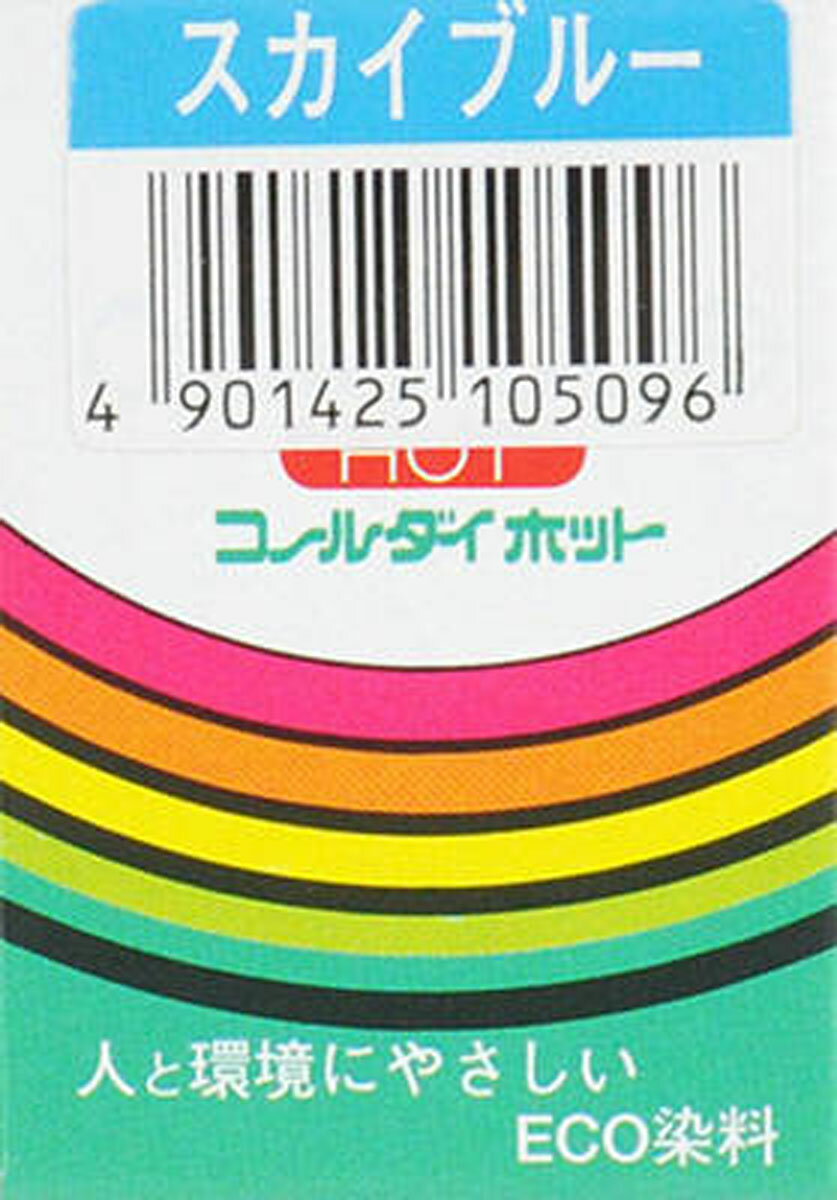 スカイブルー
4 901425 105096
HOT
コールダイホット
人と環境にやさしい
ECO染料